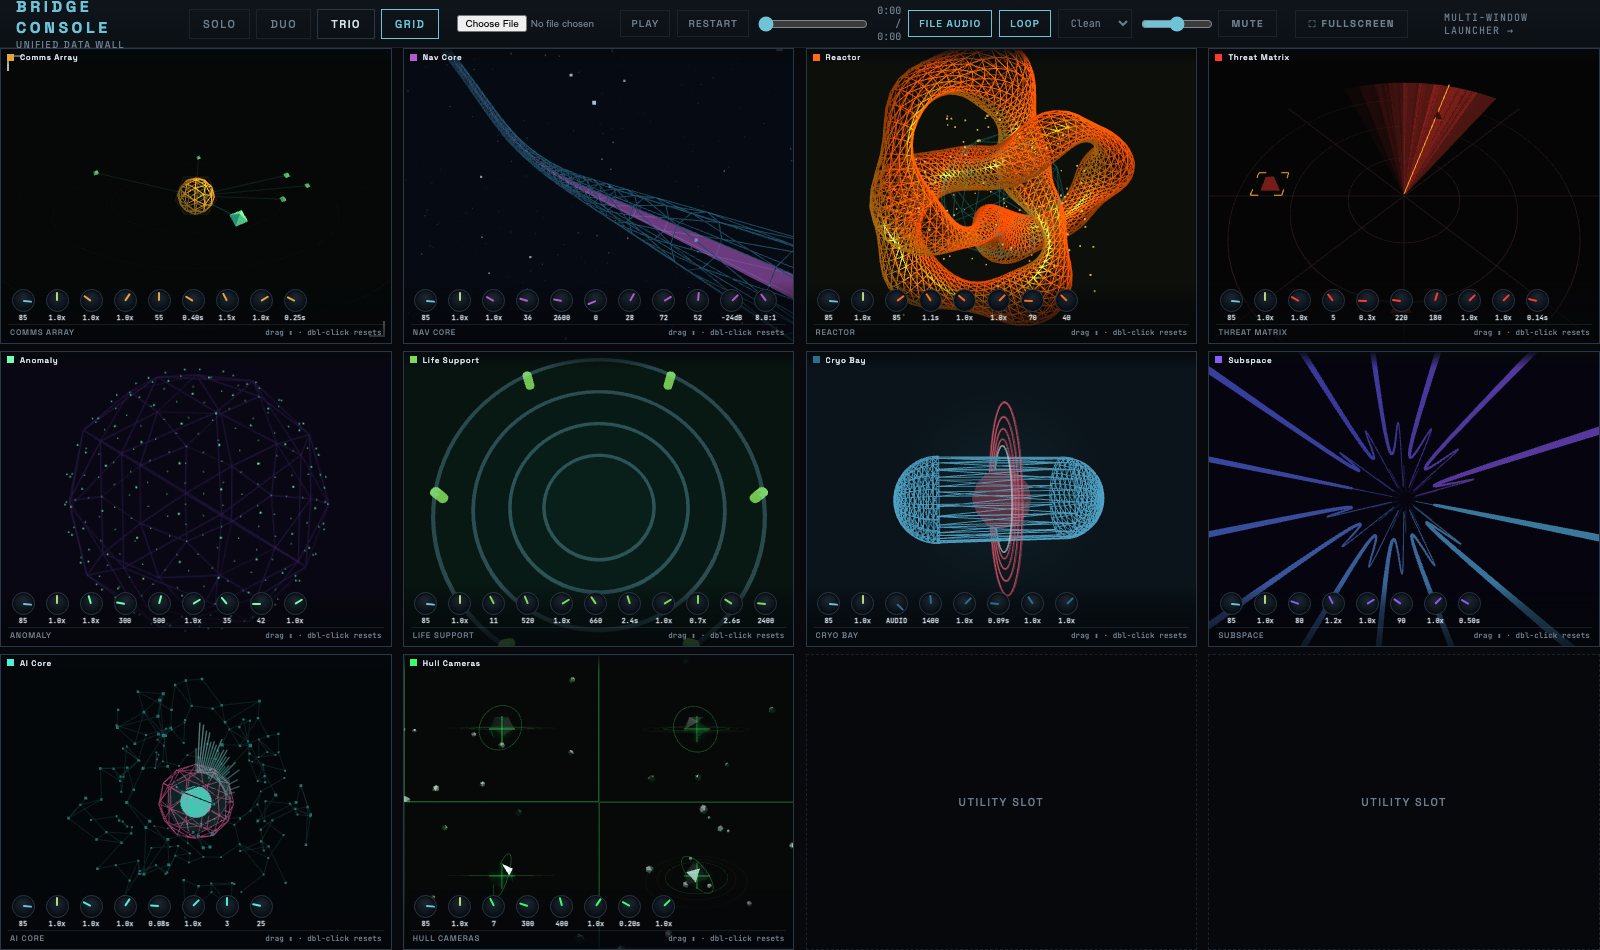 BRIDGE CONSOLE
UNIFIED DATA WALL
SOLO DUO TRIO GRID Choose File No file chosen PLAY RESTART 0:00 / 0:00 FILE AUDIO LOOP Clean MUTE FULLSCREEN MULTI-WINDOW LAUNCHER →
Comms Array
85 1.0x 1.0x 1.0x 55 0.40s 1.5x 1.0x 0.25s
COMMS ARRAY drag ↕ · dbl-click resets
Nav Core
85 1.0x 1.0x 36 2600 0 28 72 52 -24dB 8.0:1
NAV CORE drag ↕ · dbl-click resets
Reactor
85 1.0x 85 1.1s 1.0x 1.0x 70 40
REACTOR drag ↕ · dbl-click resets
Threat Matrix
85 1.0x 1.0x 5 0.3x 220 180 1.0x 1.0x 0.14s
THREAT MATRIX drag ↕ · dbl-click resets
Anomaly
85 1.0x 1.8x 300 500 1.0x 35 42 1.0x
ANOMALY drag ↕ · dbl-click resets
Life Support
85 1.0x 11 520 1.0x 660 2.4s 1.0x 0.7x 2.6s 2400
LIFE SUPPORT drag ↕ · dbl-click resets
Cryo Bay
85 1.0x AUDIO 1400 1.0x 0.09s 1.0x 1.0x
CRYO BAY drag ↕ · dbl-click resets
Subspace
85 1.0x 80 1.2x 1.0x 90 1.0x 0.50s
SUBSPACE drag ↕ · dbl-click resets
AI Core
85 1.0x 1.0x 1.0x 0.08s 1.0x 3 25
AI CORE drag ↕ · dbl-click resets
Hull Cameras
85 1.0x 7 300 400 1.0x 0.20s 1.0x
HULL CAMERAS drag ↕ · dbl-click resets
UTILITY SLOT
UTILITY SLOT